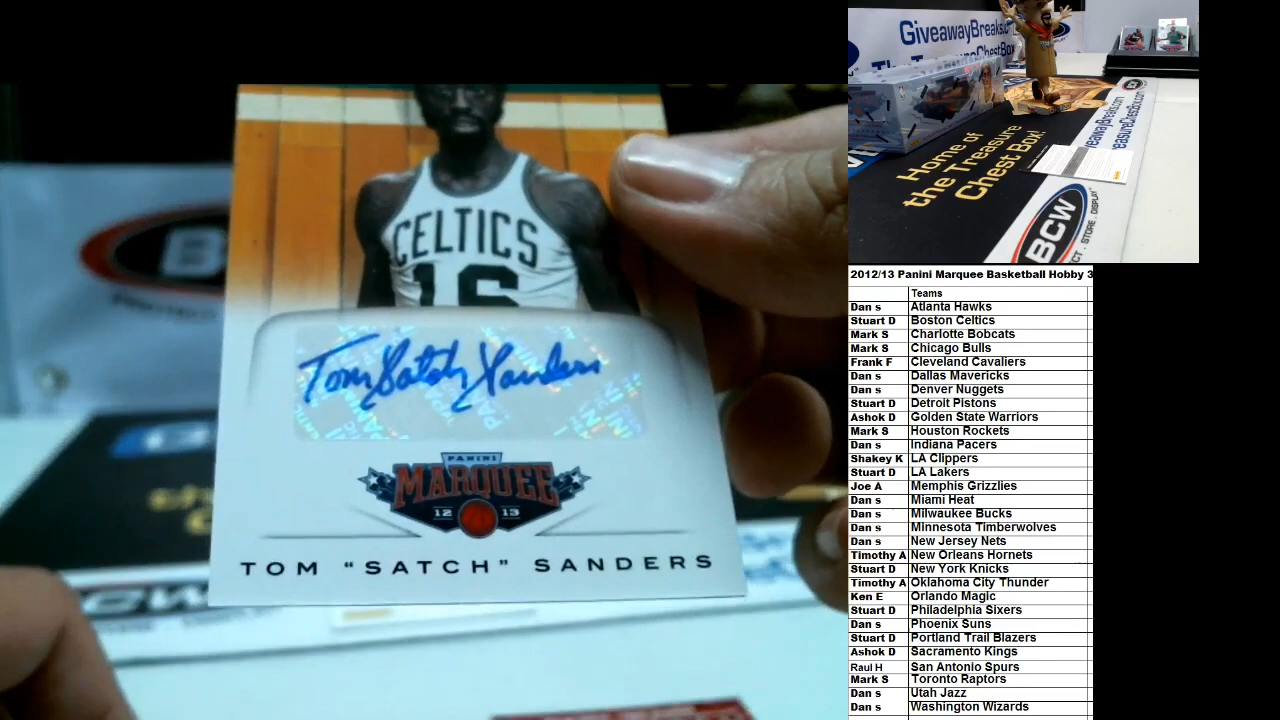 CELTICS
16
Tom Satch Sanders
PANINI
MARQUEE
12 13
TOM "SATCH" SANDERS
GiveawayBreaks.
Home of
the Treasure
Chest Box!
BCW
STORE . DISPLAY
2012/13 Panini Marquee Basketball Hobby 3
Teams
Dan s Atlanta Hawks
Stuart D Boston Celtics
Mark S Charlotte Bobcats
Mark S Chicago Bulls
Frank F Cleveland Cavaliers
Dan s Dallas Mavericks
Dan s Denver Nuggets
Stuart D Detroit Pistons
Ashok D Golden State Warriors
Mark S Houston Rockets
Dan s Indiana Pacers
Shakey K LA Clippers
Stuart D LA Lakers
Joe A Memphis Grizzlies
Dan s Miami Heat
Dan s Milwaukee Bucks
Dan s Minnesota Timberwolves
Dan s New Jersey Nets
Timothy A New Orleans Hornets
Stuart D New York Knicks
Timothy A Oklahoma City Thunder
Ken E Orlando Magic
Stuart D Philadelphia Sixers
Dan s Phoenix Suns
Stuart D Portland Trail Blazers
Ashok D Sacramento Kings
Raul H San Antonio Spurs
Mark S Toronto Raptors
Dan s Utah Jazz
Dan s Washington Wizards